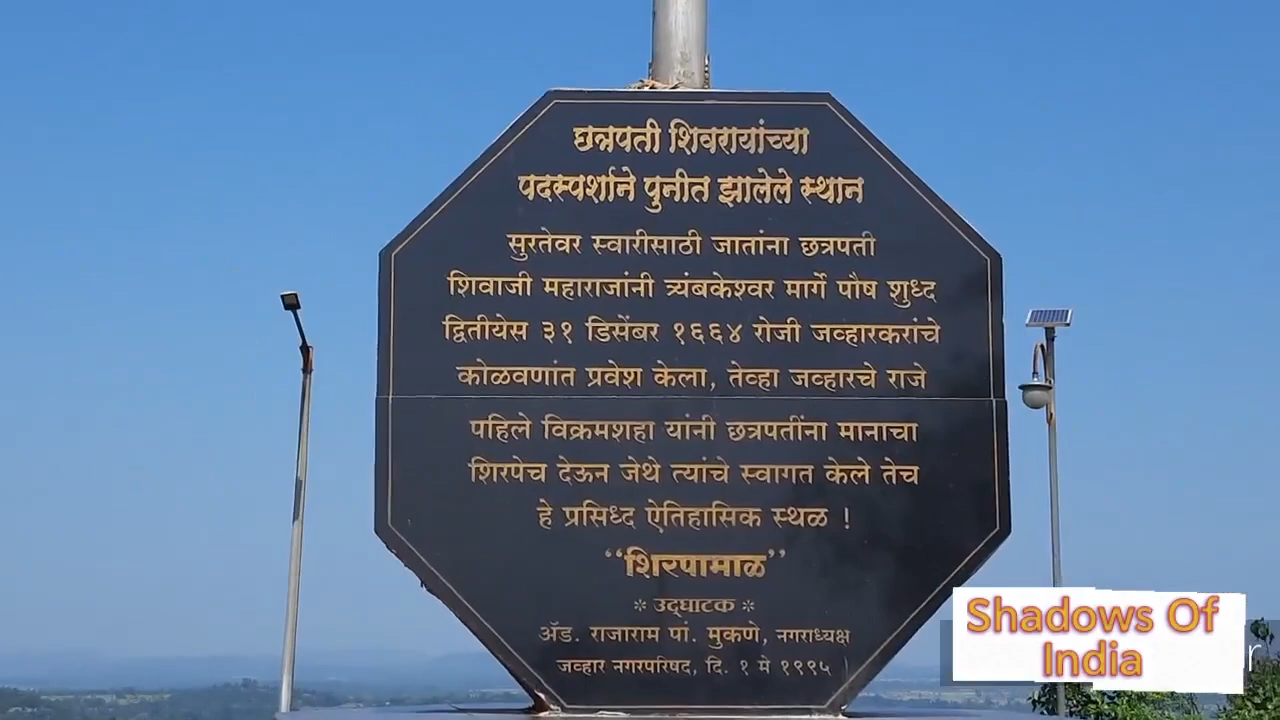 छत्रपती शिवरायांच्या
पदस्पर्शाने पुनीत झालेले स्थान
सुरतेवर स्वारीसाठी जातांना छत्रपती
शिवाजी महाराजांनी त्र्यंबकेश्वर मार्गे पौष शुध्द
द्वितीयेस ३१ डिसेंबर १६६४ रोजी जव्हारकरांचे
कोळवणांत प्रवेश केला, तेव्हा जव्हारचे राजे
पहिले विक्रमशहा यांनी छत्रपतींना मानाचा
शिरपेच देऊन जेथे त्यांचे स्वागत केले तेच
हे प्रसिध्द ऐतिहासिक स्थळ !
“शिरपामाळ”
* उद्घाटक *
ॲड. राजाराम पां. मुकणे, नगराध्यक्ष
जव्हार नगरपरिषद, दि. १ मे १९९५
Shadows Of
India